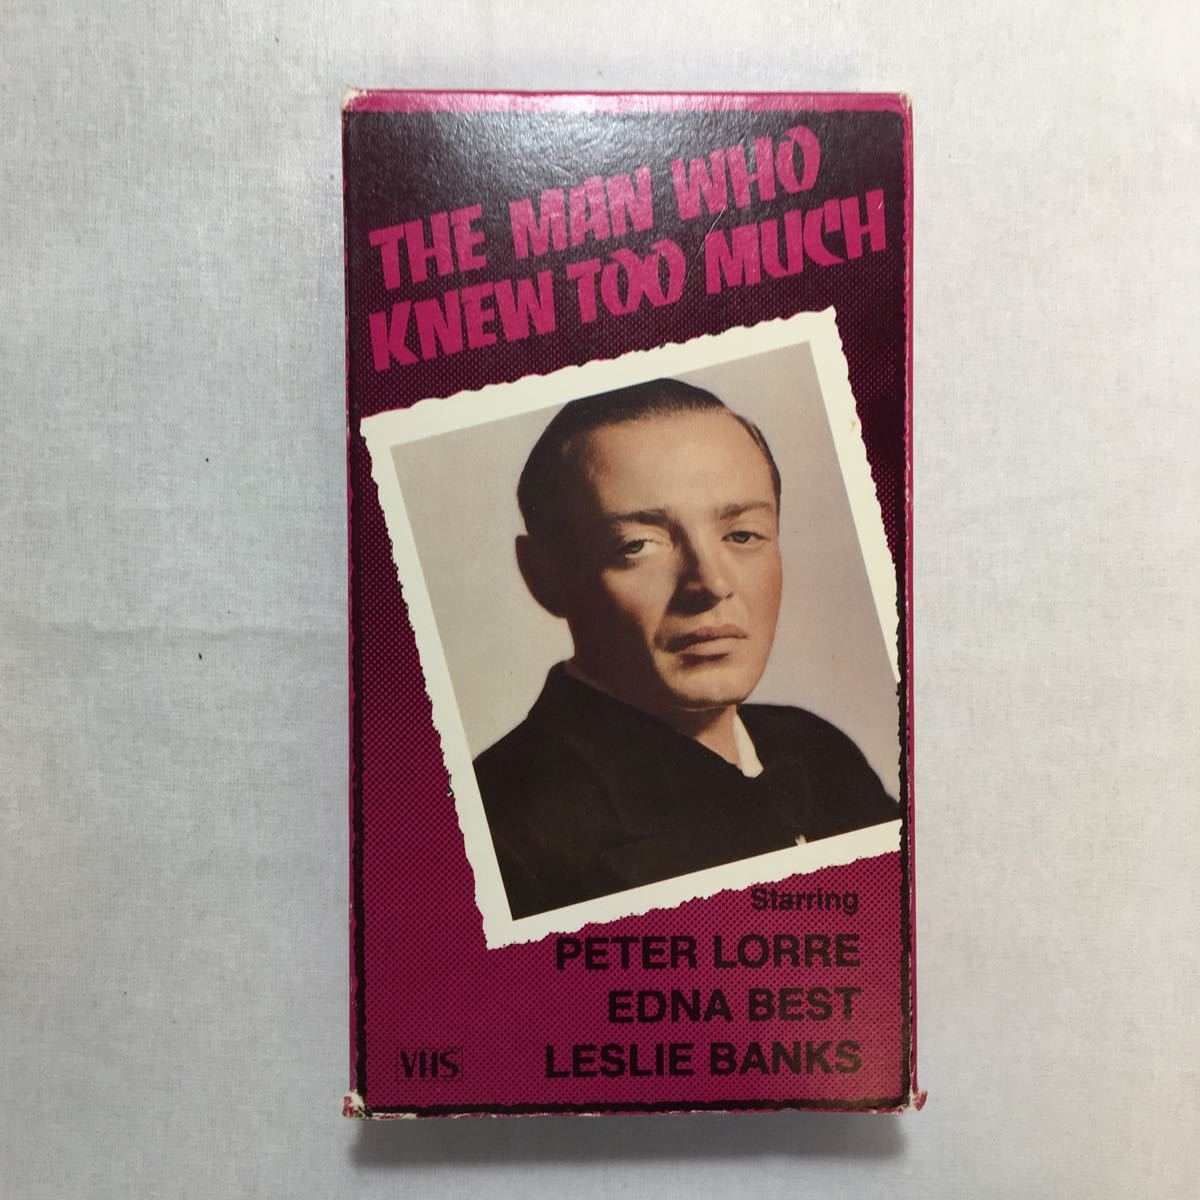 THE MAN WHO
KNEW TOO MUCH
Starring
PETER LORRE
EDNA BEST
LESLIE BANKS
VHS